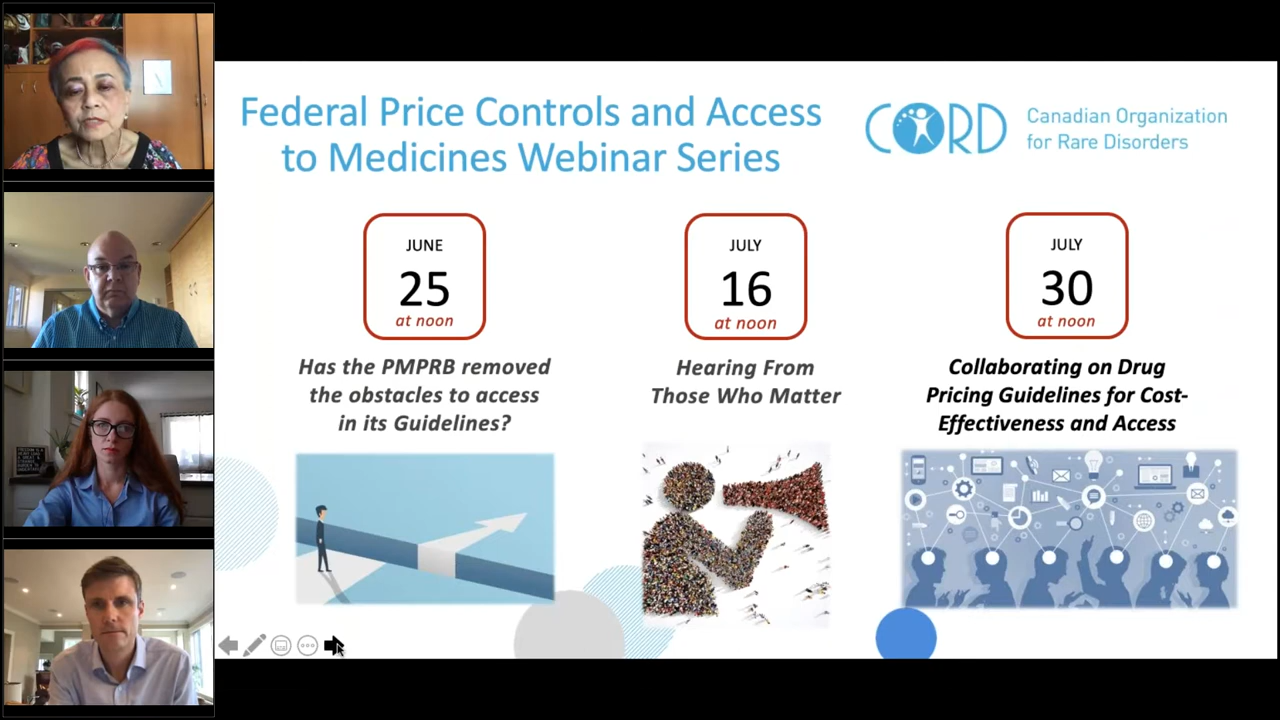 Federal Price Controls and Access
to Medicines Webinar Series
CORD
Canadian Organization
for Rare Disorders
JUNE
25
at noon
Has the PMPRB removed
the obstacles to access
in its Guidelines?
JULY
16
at noon
Hearing From
Those Who Matter
JULY
30
at noon
Collaborating on Drug
Pricing Guidelines for Cost-
Effectiveness and Access